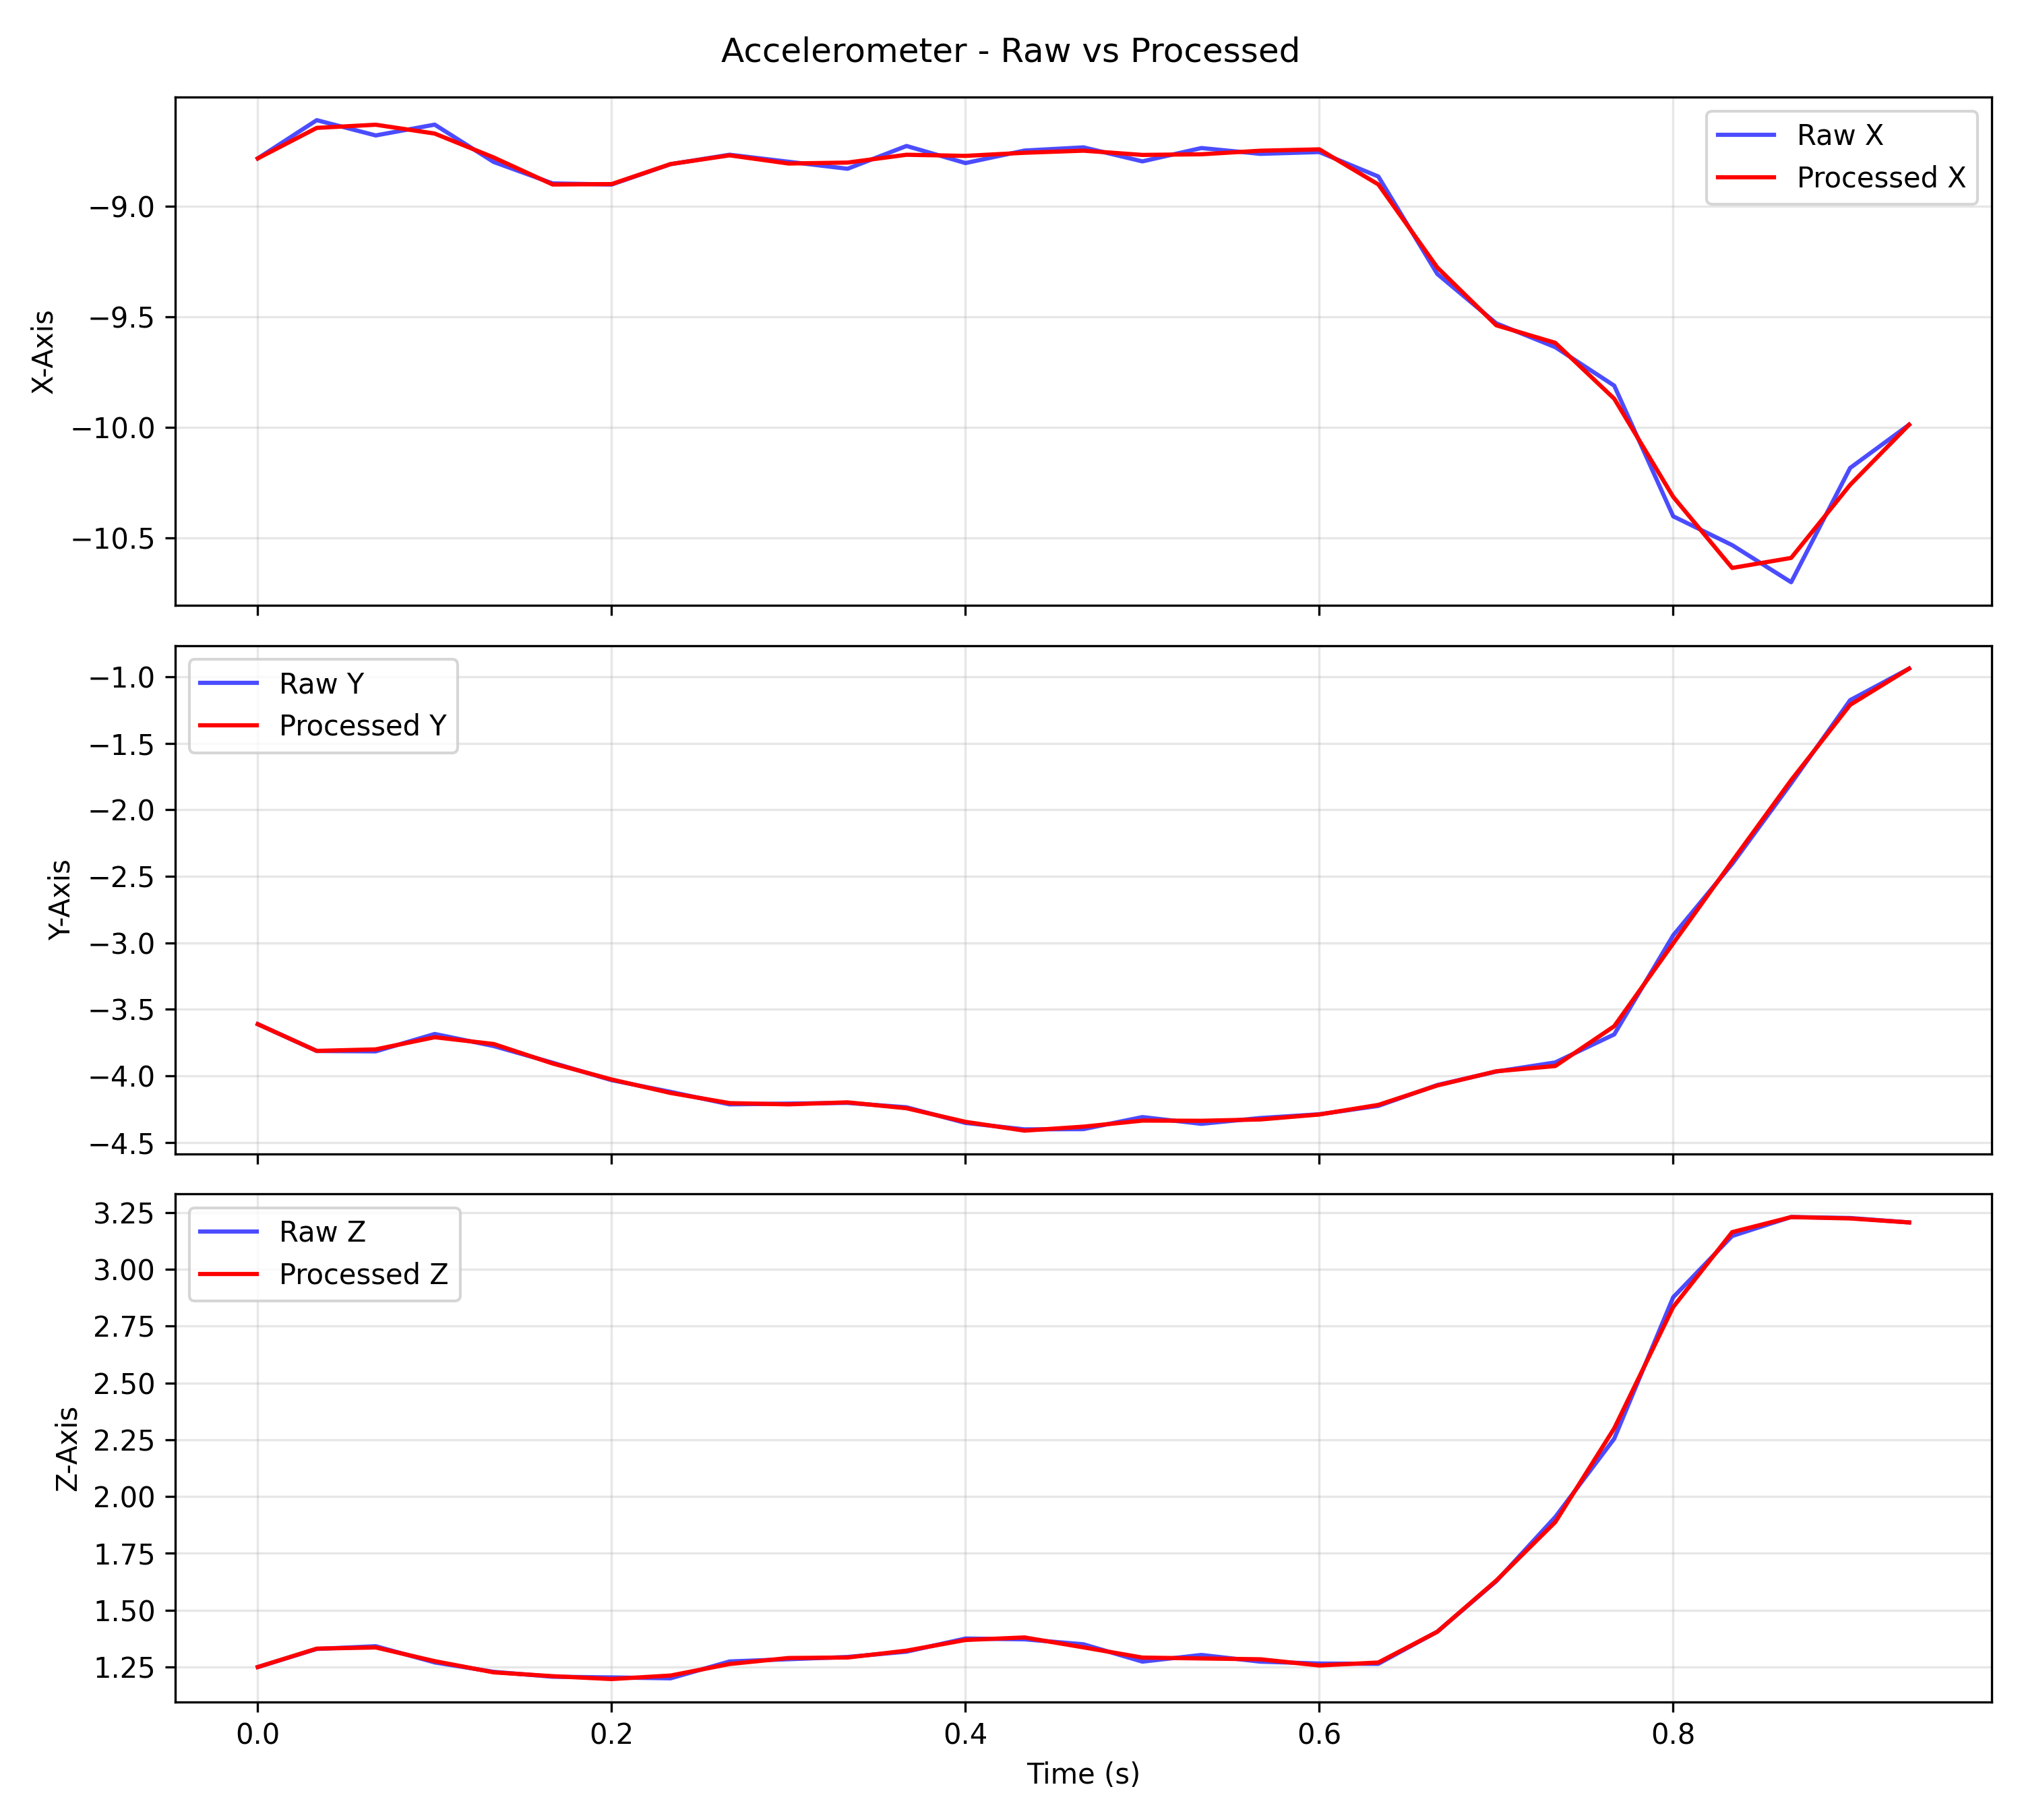 Accelerometer - Raw vs Processed
Raw X
Processed X
−9.0
−9.5
−10.0
−10.5
X-Axis
Raw Y
Processed Y
−1.0
−1.5
−2.0
−2.5
−3.0
−3.5
−4.0
−4.5
Y-Axis
Raw Z
Processed Z
3.25
3.00
2.75
2.50
2.25
2.00
1.75
1.50
1.25
Z-Axis
0.0 0.2 0.4 0.6 0.8
Time (s)